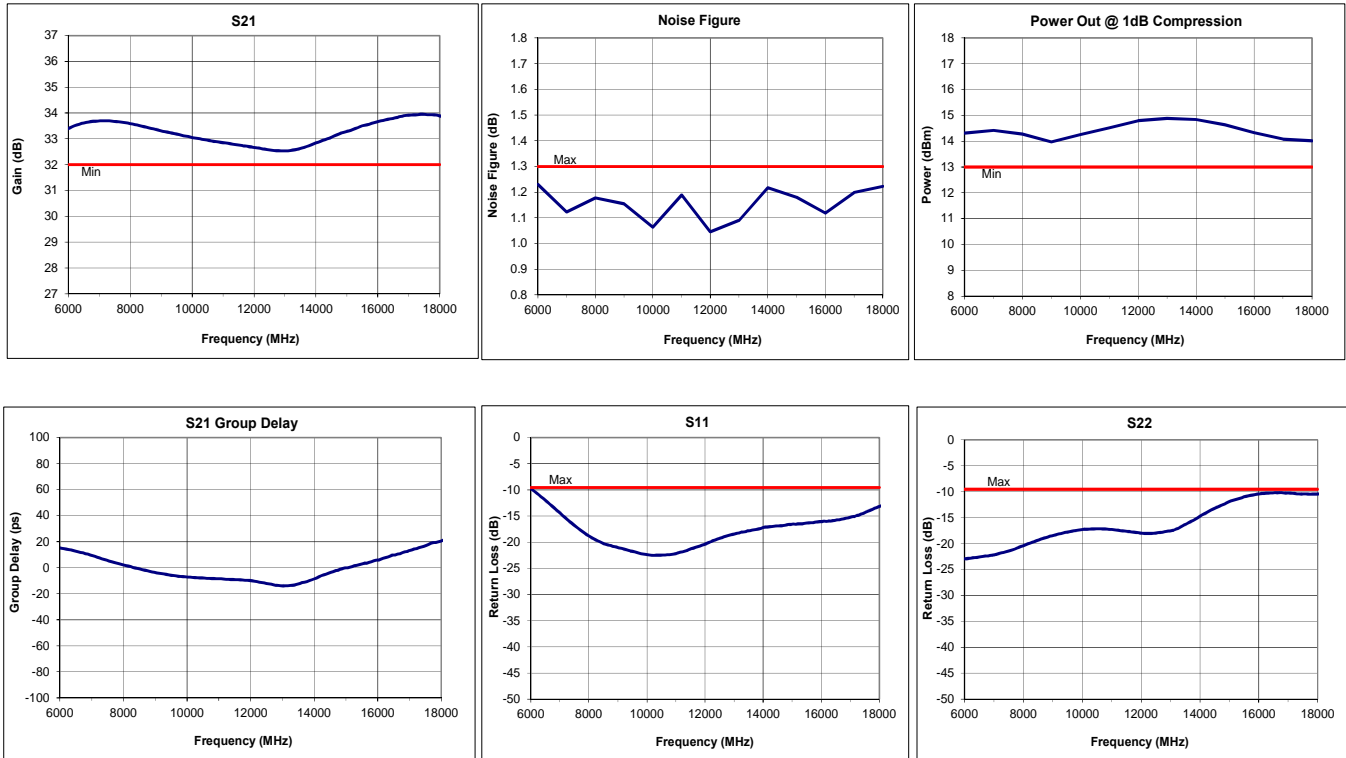 S21
Gain (dB)
37
36
35
34
33
32
31
30
29
28
27
Min
6000 8000 10000 12000 14000 16000 18000
Frequency (MHz)
Noise Figure
Noise Figure (dB)
1.8
1.7
1.6
1.5
1.4
1.3
1.2
1.1
1.0
0.9
0.8
Max
6000 8000 10000 12000 14000 16000 18000
Frequency (MHz)
Power Out @ 1dB Compression
Power (dBm)
18
17
16
15
14
13
12
11
10
9
8
Min
6000 8000 10000 12000 14000 16000 18000
Frequency (MHz)
S21 Group Delay
Group Delay (ps)
100
80
60
40
20
0
-20
-40
-60
-80
-100
6000 8000 10000 12000 14000 16000 18000
Frequency (MHz)
S11
Return Loss (dB)
0
-5
-10
-15
-20
-25
-30
-35
-40
-45
-50
Max
6000 8000 10000 12000 14000 16000 18000
Frequency (MHz)
S22
Return Loss (dB)
0
-5
-10
-15
-20
-25
-30
-35
-40
-45
-50
Max
6000 8000 10000 12000 14000 16000 18000
Frequency (MHz)